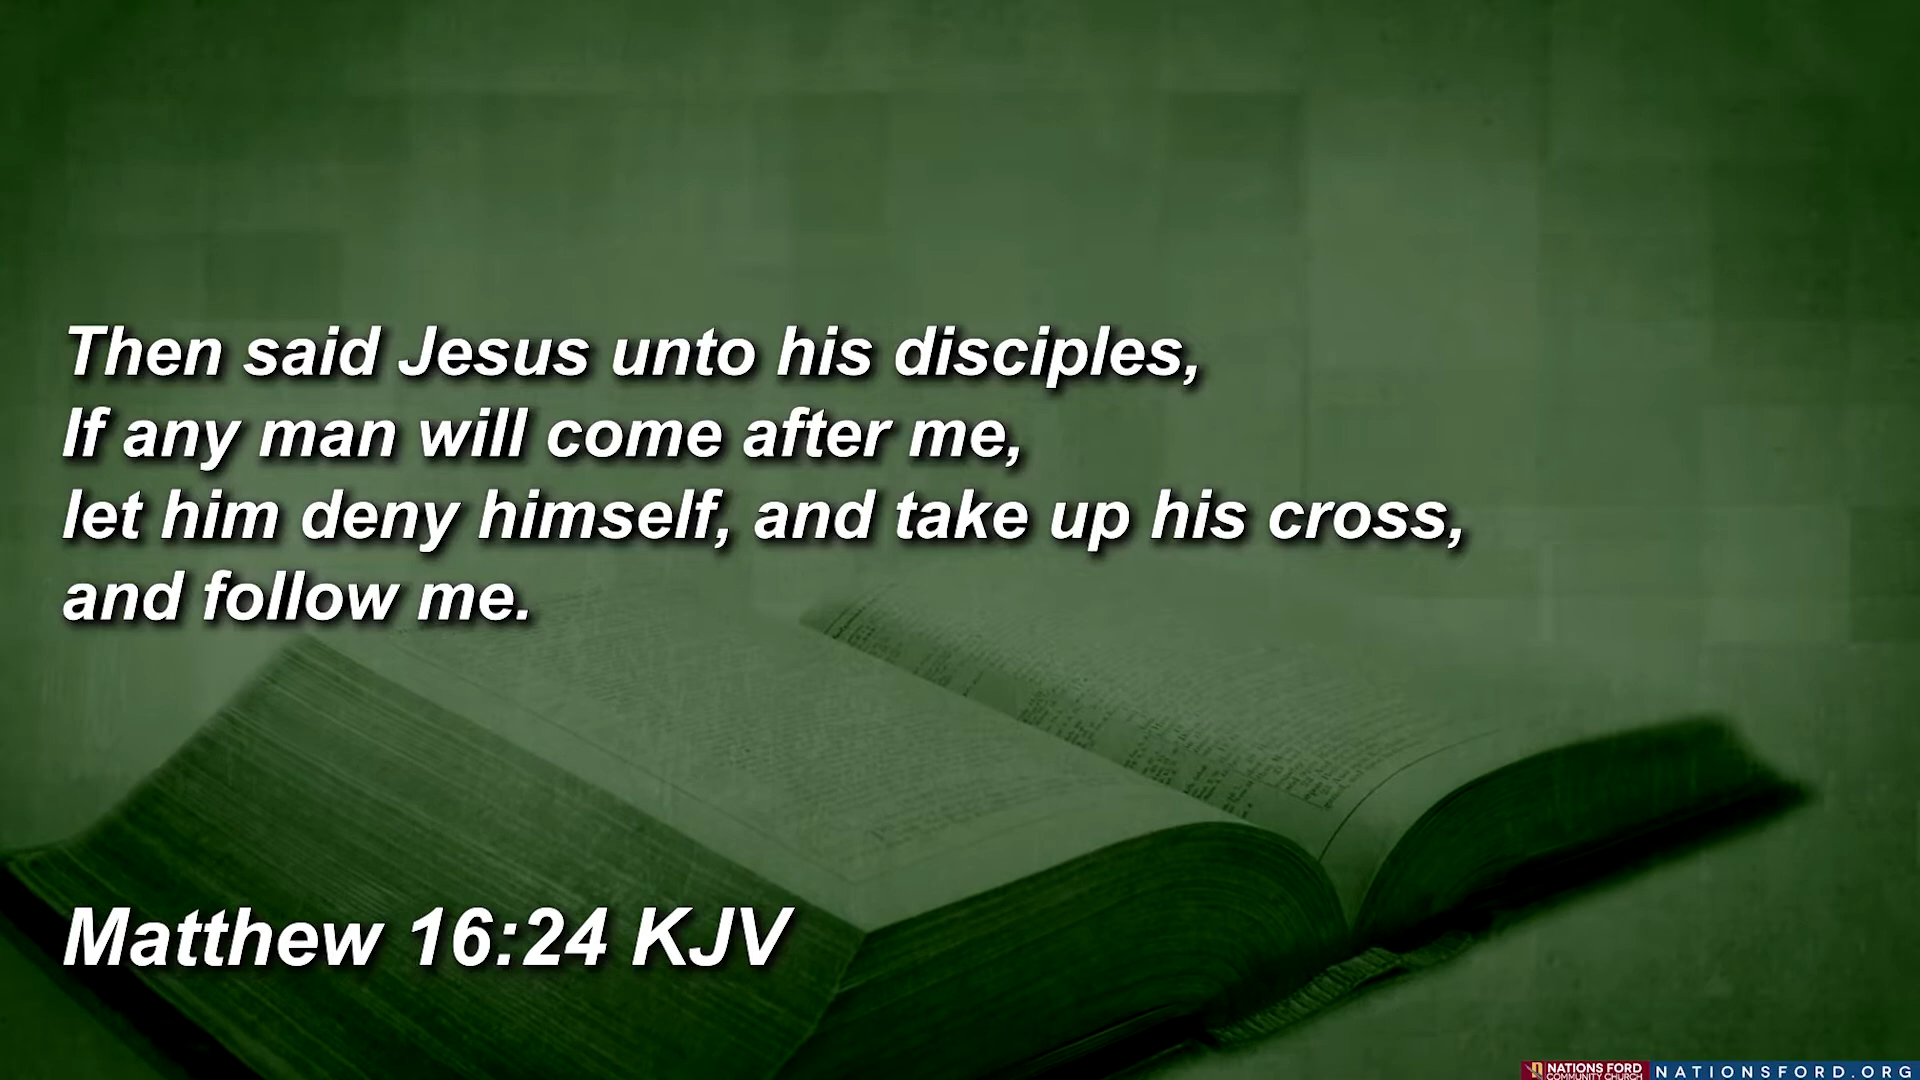 Then said Jesus unto his disciples,
If any man will come after me,
let him deny himself, and take up his cross,
and follow me.
Matthew 16:24 KJV
NATIONS FORD
COMMUNITY CHURCH
NATIONSFORD.ORG